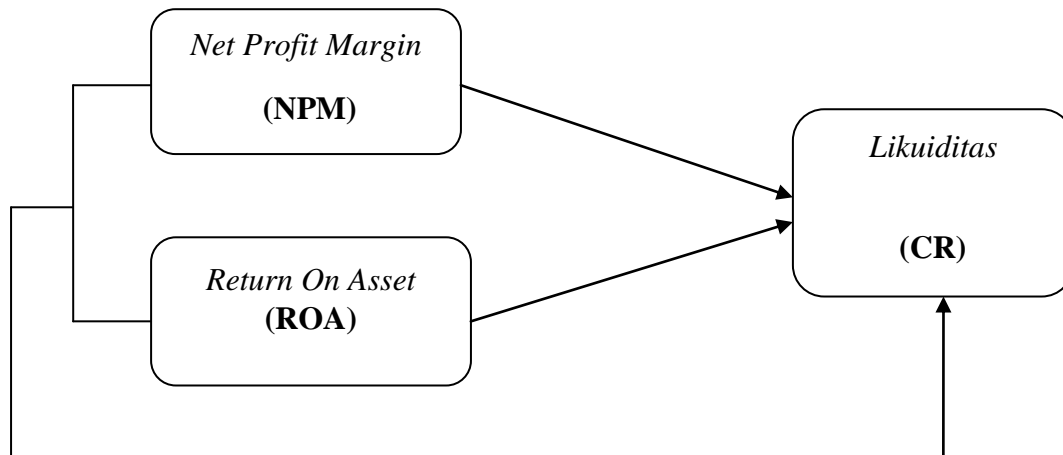 Net Profit Margin
(NPM)
Likuiditas
(CR)
Return On Asset
(ROA)